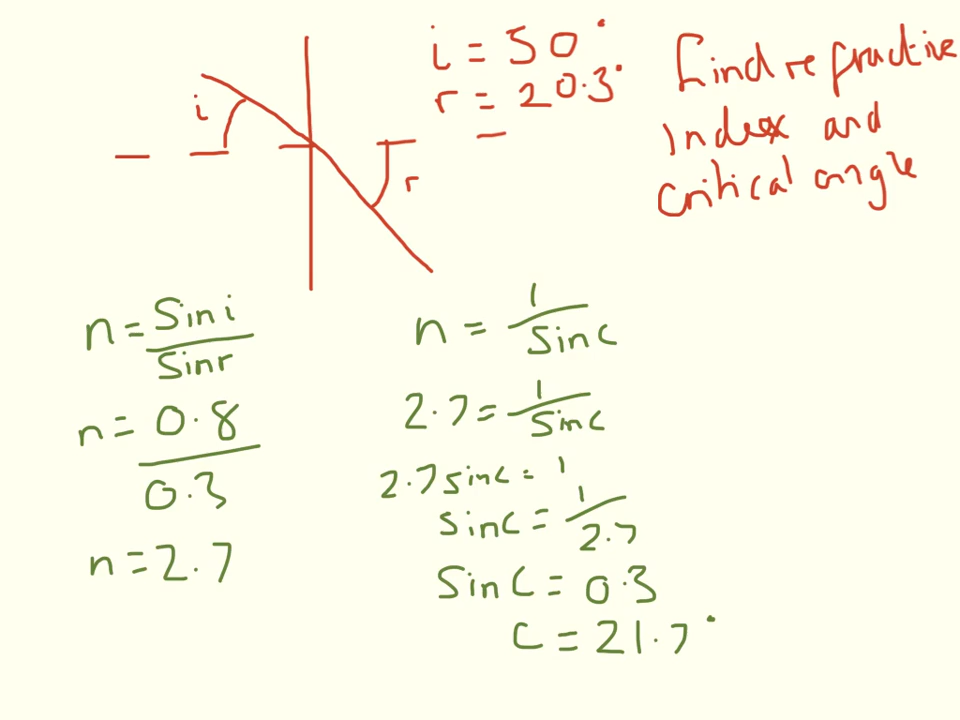 i = 50°
r = 20.3°
Find refractive
index and
critical angle
i
r
n = Sin i / Sin r
n = 0.8 / 0.3
n = 2.7
n = 1 / Sin C
2.7 = 1 / Sin C
2.7 sin C = 1
sin C = 1 / 2.7
Sin C = 0.3
C = 21.7°